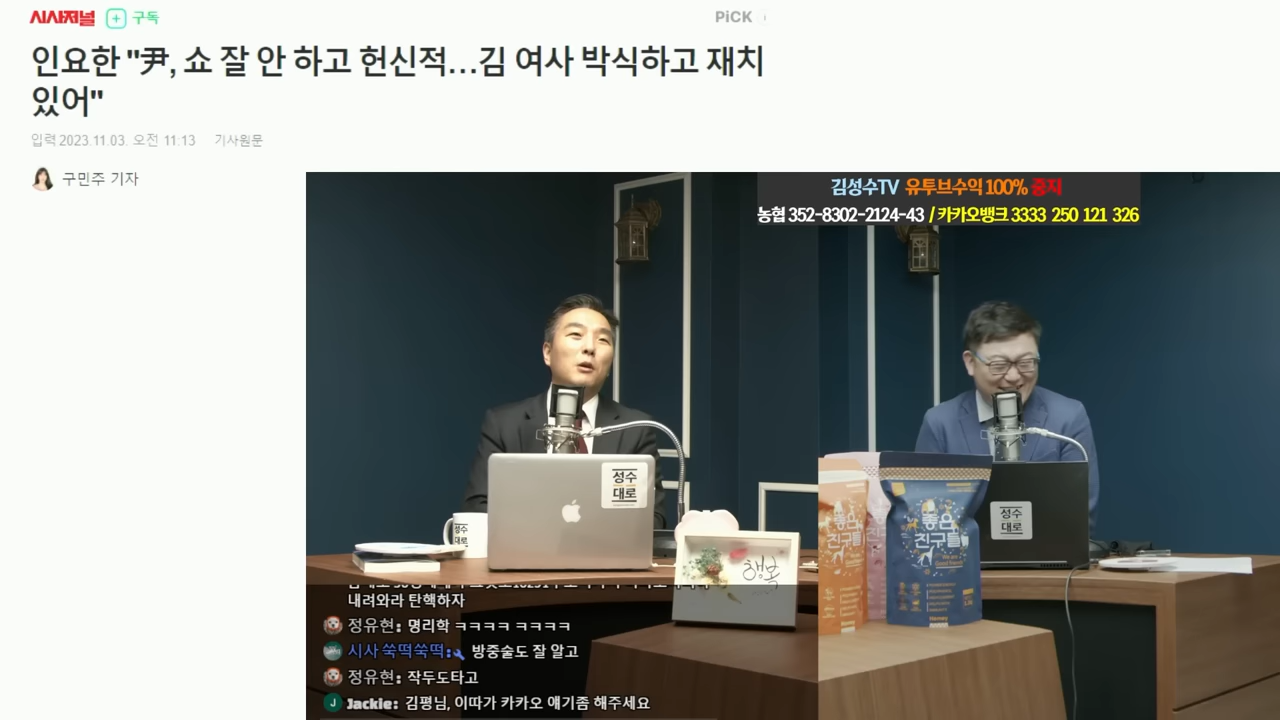 시사저널 구독
PiCK
인요한 "尹, 쇼 잘 안 하고 헌신적…김 여사 박식하고 재치
있어"
입력 2023.11.03. 오전 11:13 기사원문
구민주 기자
김성수TV 유투브수익 100% 중지
농협 352-8302-2124-43 / 카카오뱅크 3333 250 121 326
성수
대로
성수
대로
행복
좋은
친구들
We are
Good friends
Honey
성수
대로
내려와라 탄핵하자
정유현: 명리학 ㅋㅋㅋㅋ ㅋㅋㅋㅋ
시사 쑥떡쑥떡: 방중술도 잘 알고
정유현: 작두도타고
J Jackie: 김평님, 이따가 카카오 얘기좀 해주세요